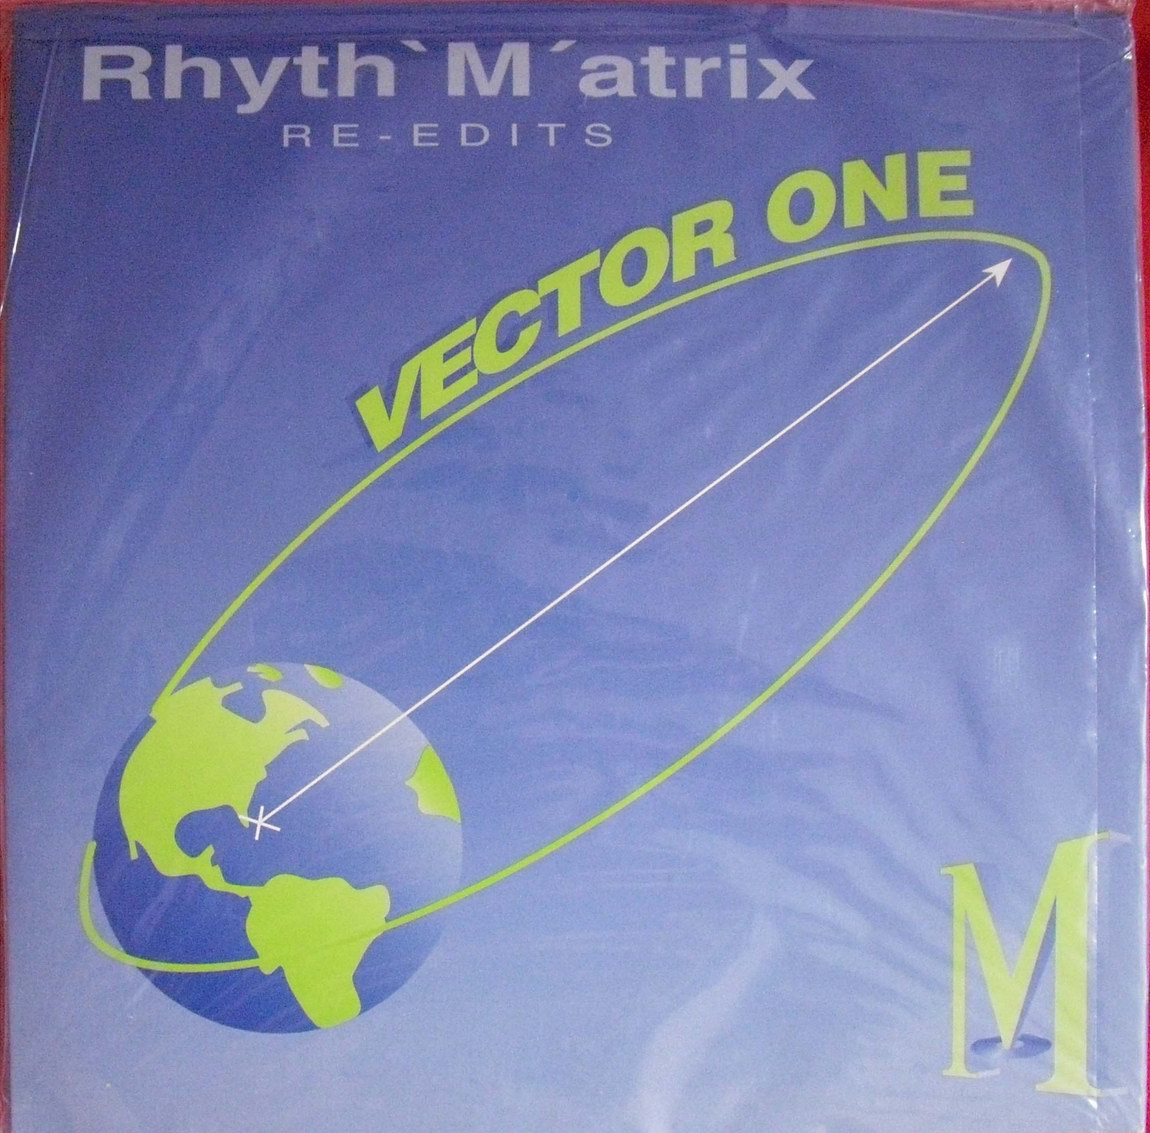 Rhyth`M´atrix
RE-EDITS
VECTOR ONE
M